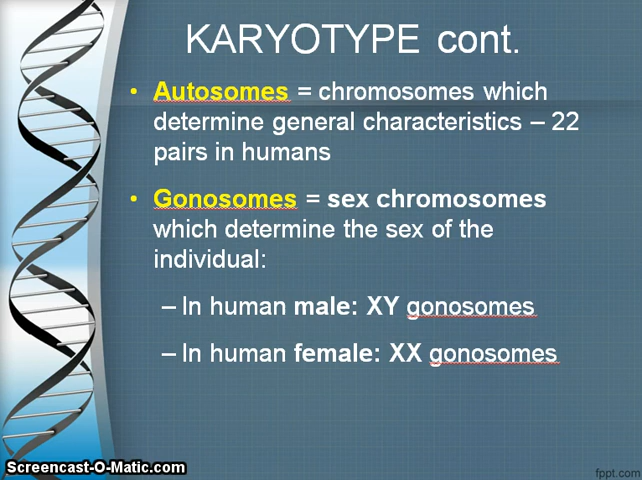 KARYOTYPE cont.
• Autosomes = chromosomes which
determine general characteristics – 22
pairs in humans
• Gonosomes = sex chromosomes
which determine the sex of the
individual:
– In human male: XY gonosomes
– In human female: XX gonosomes
Screencast-O-Matic.com
fppt.com